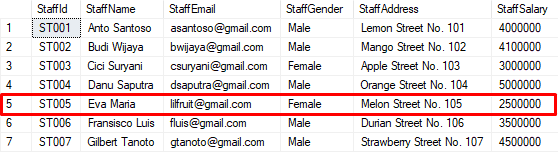 StaffId StaffName StaffEmail StaffGender StaffAddress StaffSalary
1 ST001 Anto Santoso asantoso@gmail.com Male Lemon Street No. 101 4000000
2 ST002 Budi Wijaya bwijaya@gmail.com Male Mango Street No. 102 4100000
3 ST003 Cici Suryani csuryani@gmail.com Female Apple Street No. 103 3000000
4 ST004 Danu Saputra dsaputra@gmail.com Male Orange Street No. 104 5000000
5 ST005 Eva Maria lilfruit@gmail.com Female Melon Street No. 105 2500000
6 ST006 Fransisco Luis fluis@gmail.com Male Durian Street No. 106 3500000
7 ST007 Gilbert Tanoto gtanoto@gmail.com Male Strawberry Street No. 107 4500000